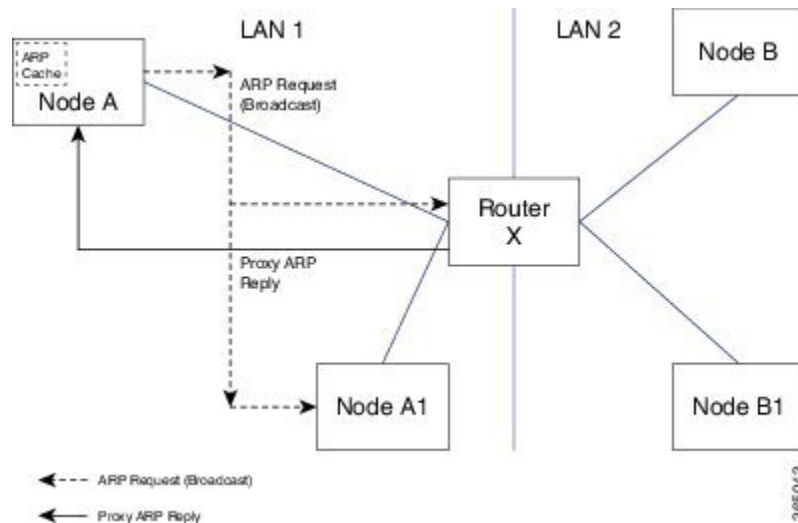 LAN 1
LAN 2
ARP
Cache
Node A
ARP Request
(Broadcast)
Node B
Router
X
Proxy ARP
Reply
Node A1
Node B1
ARP Request (Broadcast)
Proxy ARP Reply